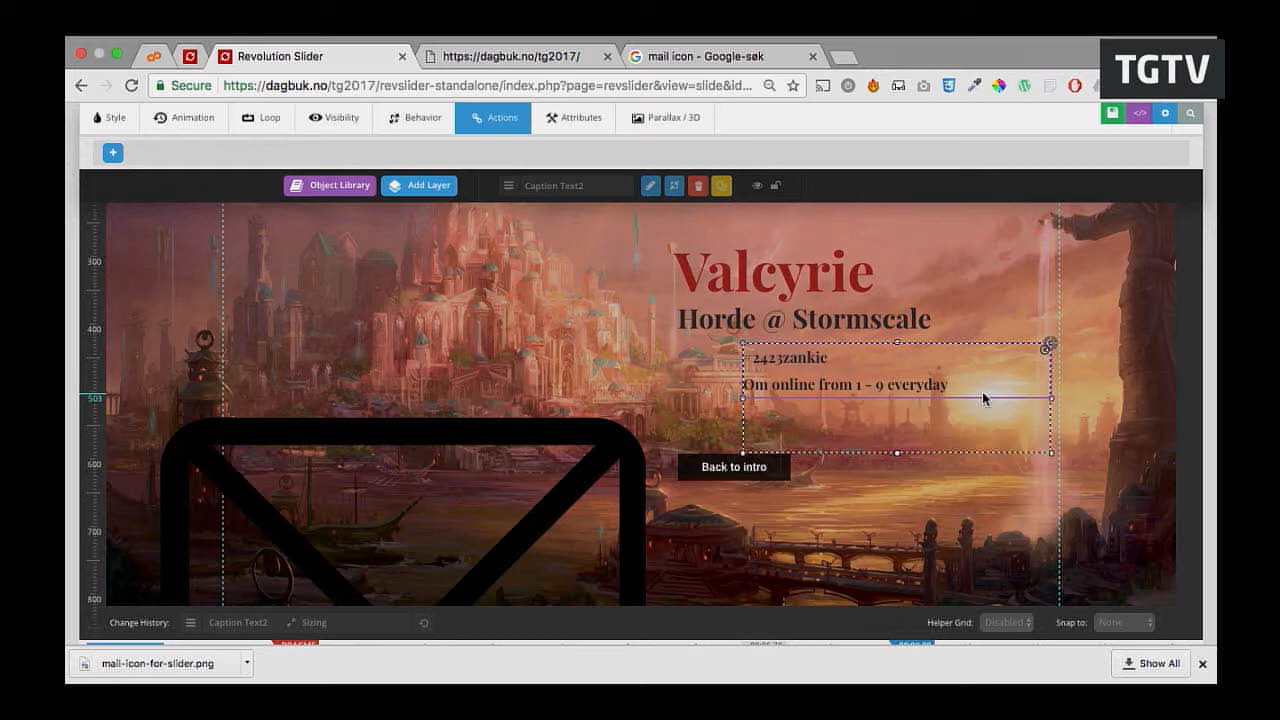 TGTV
Revolution Slider
https://dagbuk.no/tg2017/
mail icon - Google-søk
Secure
https://dagbuk.no/tg2017/revslider-standalone/index.php?page=revslider&view=slide&id...
Style
Animation
Loop
Visibility
Behavior
Actions
Attributes
Parallax / 3D
</>
+
Object Library
Add Layer
Caption Text2
300
400
503
600
700
800
Valcyrie
Horde @ Stormscale
2423zankie
Om online from 1 - 9 everyday
Back to intro
Change History:
Caption Text2
Sizing
Helper Grid:
Disabled
Snap to:
None
mail-icon-for-slider.png
Show All